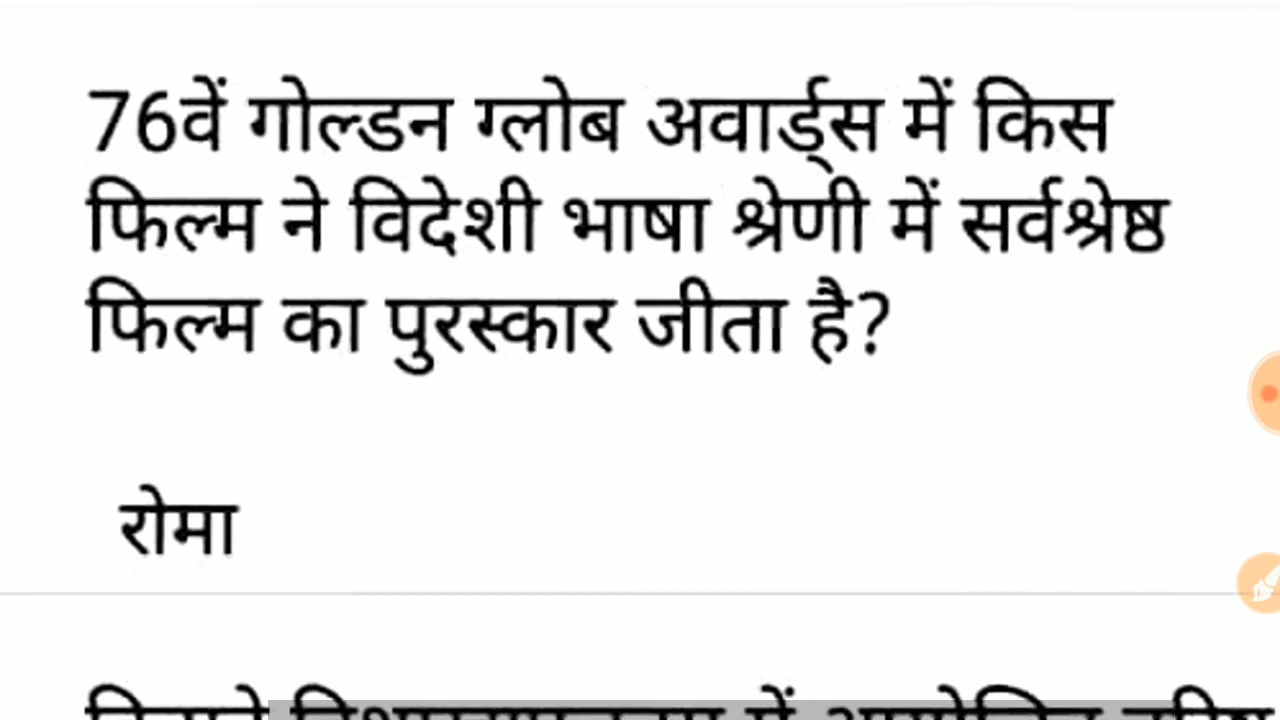 76वें गोल्डन ग्लोब अवार्ड्स में किस
फिल्म ने विदेशी भाषा श्रेणी में सर्वश्रेष्ठ
फिल्म का पुरस्कार जीता है?
रोमा